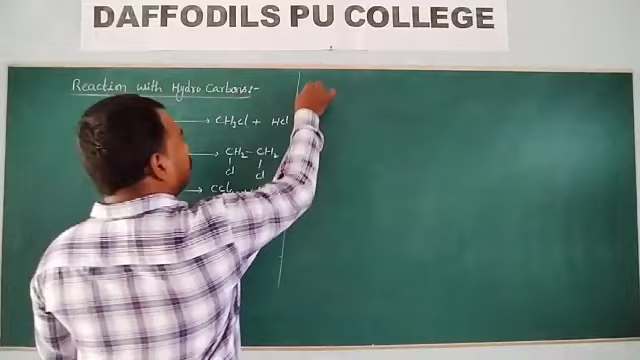 DAFFODILS PU COLLEGE
Reaction with Hydro Carbons:-
→ CH3Cl + HCl
→ CH2 - CH2
Cl Cl
→ CCl4